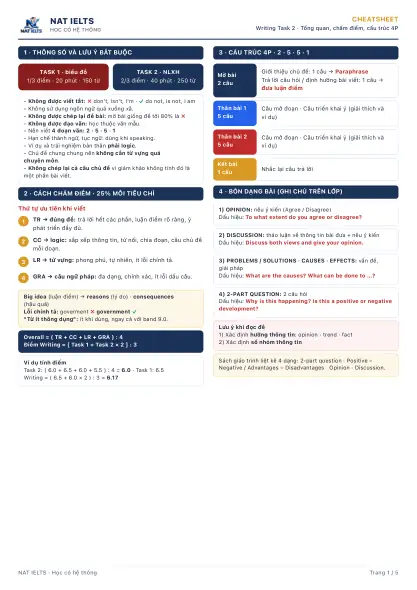 NAT IELTS
HỌC CÓ HỆ THỐNG
CHEATSHEET
Writing Task 2 - Tổng quan, chấm điểm, cấu trúc 4P
1 · THÔNG SỐ VÀ LƯU Ý BẮT BUỘC
TASK 1 · biểu đồ
1/3 điểm · 20 phút · 150 từ
TASK 2 · NLXH
2/3 điểm · 40 phút · 250 từ
- Không được viết tắt: ✗ don't, isn't, I'm · ✓ do not, is not, I am
- Không sử dụng ngôn ngữ quá xuồng xã.
- Không được chép lại đề bài: máy quét lỗi từ 80% là ✗
- Không được đạo văn: học thuộc văn mẫu.
- Nên viết 4 đoạn văn: 2 · 5 · 5 · 1
- Hạn chế thành ngữ, tục ngữ: dùng khi speaking.
- Ví dụ và trải nghiệm bản thân phải logic.
- Chủ đề chung chung nên không cần từ vựng quá
chuyên môn.
- Không chép lại cả câu chủ đề vì giám khảo không tính đó là
một phần bài viết.
2 · CÁCH CHẤM ĐIỂM · 25% MỖI TIÊU CHÍ
Thứ tự ưu tiên khi viết
1 TR → đúng đề: trả lời hết các phần, luận điểm rõ ràng, ý
phát triển đầy đủ.
2 CC → logic: sắp xếp thông tin, từ nối, chia đoạn, câu chủ đề
mỗi đoạn.
3 LR → từ vựng: phong phú, tự nhiên, ít lỗi chính tả.
4 GRA → câu ngữ pháp: đa dạng, chính xác, ít lỗi dấu câu.
Big idea (luận điểm) → reasons (lý do) · consequences
(hậu quả)
Lỗi chính tả: goverment ✗ government ✓
"Từ ít thông dụng": ít khi dùng, ngay cả với band 9.0.
Overall = ( TR + CC + LR + GRA ) : 4
Điểm Writing = [ Task 1 + Task 2 × 2 ] : 3
Ví dụ tính điểm
Task 2: ( 6.0 + 6.5 + 6.0 + 5.5 ) : 4 = 6.0 · Task 1: 6.5
Writing = ( 6.5 + 6.0 × 2 ) : 3 = 6.17
3 · CẤU TRÚC 4P · 2 - 5 · 5 · 1
Mở bài
2 câu
Giới thiệu chủ đề: 1 câu → Paraphrase
Trả lời câu hỏi / định hướng bài viết: 1 câu →
đưa luận điểm
Thân bài 1
5 câu
Câu mở đoạn · Câu triển khai ý (giải thích và
ví dụ)
Thân bài 2
5 câu
Câu mở đoạn · Câu triển khai ý (giải thích và
ví dụ)
Kết bài
1 câu
Nhắc lại câu trả lời
4 · BỐN DẠNG BÀI (GHI CHÚ TRÊN LỚP)
1) OPINION: nêu ý kiến (Agree / Disagree)
Dấu hiệu: To what extent do you agree or disagree?
2) DISCUSSION: thảo luận về thông tin bài đưa + nêu ý kiến
Dấu hiệu: Discuss both views and give your opinion.
3) PROBLEMS / SOLUTIONS · CAUSES · EFFECTS: vấn đề,
giải pháp
Dấu hiệu: What are the causes? What can be done to ...?
4) 2-PART QUESTION: 2 câu hỏi
Dấu hiệu: Why is this happening? Is this a positive or negative
development?
Lưu ý khi đọc đề
1) Xác định hướng thông tin: opinion · trend · fact
2) Xác định số nhóm thông tin
Sách giáo trình liệt kê 4 dạng: 2-part question · Positive –
Negative / Advantages – Disadvantages · Opinion · Discussion.
NAT IELTS · Học có hệ thống
Trang 1 / 5